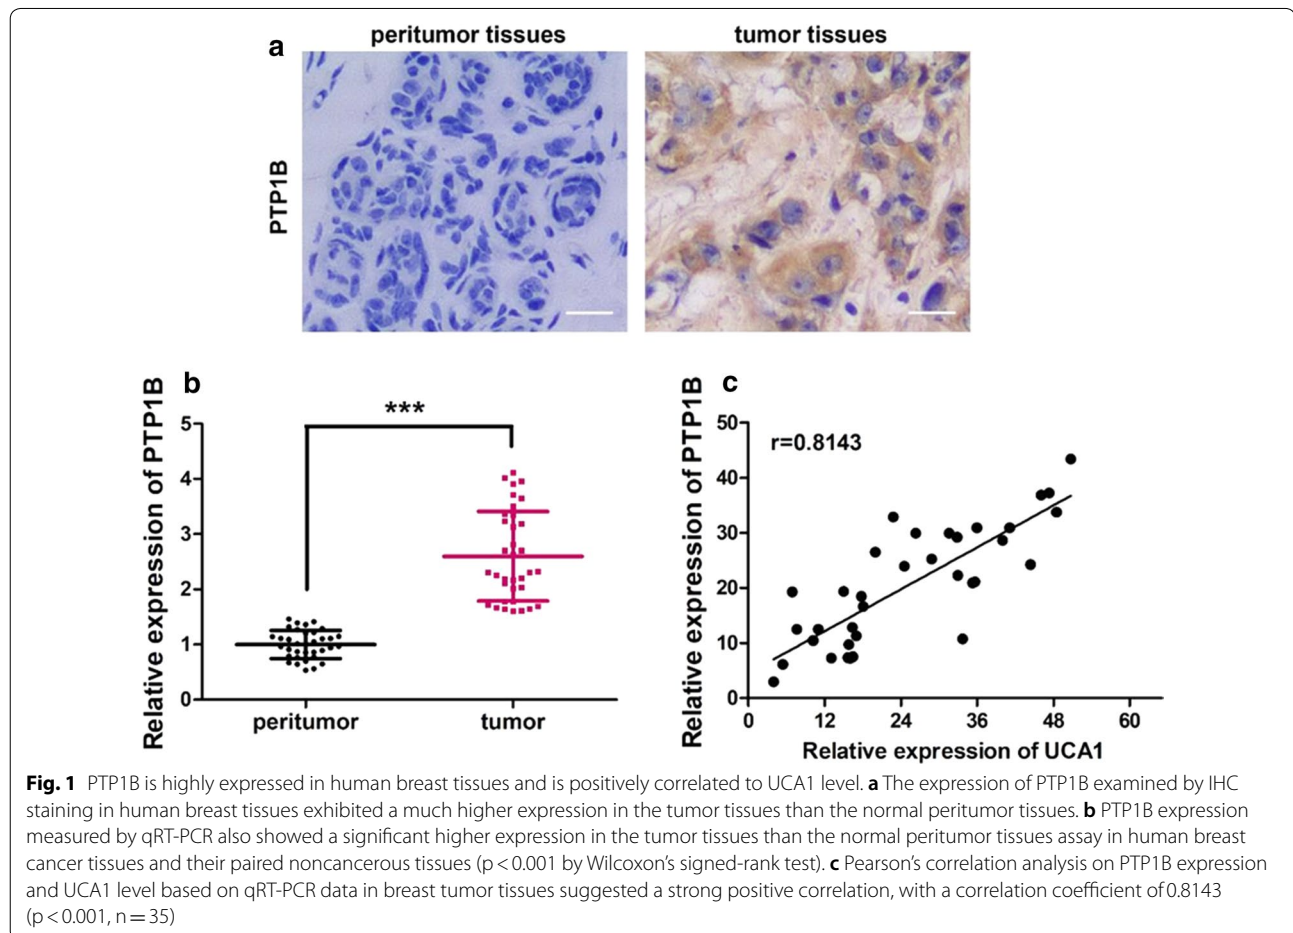 a
peritumor tissues
tumor tissues
PTP1B
b
Relative expression of PTP1B
***
5
4
3
2
1
0
peritumor
tumor
c
Relative expression of PTP1B
r=0.8143
50
40
30
20
10
0
0 12 24 36 48 60
Relative expression of UCA1
Fig. 1 PTP1B is highly expressed in human breast tissues and is positively correlated to UCA1 level. a The expression of PTP1B examined by IHC
staining in human breast tissues exhibited a much higher expression in the tumor tissues than the normal peritumor tissues. b PTP1B expression
measured by qRT-PCR also showed a significant higher expression in the tumor tissues than the normal peritumor tissues assay in human breast
cancer tissues and their paired noncancerous tissues (p < 0.001 by Wilcoxon’s signed-rank test). c Pearson’s correlation analysis on PTP1B expression
and UCA1 level based on qRT-PCR data in breast tumor tissues suggested a strong positive correlation, with a correlation coefficient of 0.8143
(p < 0.001, n = 35)